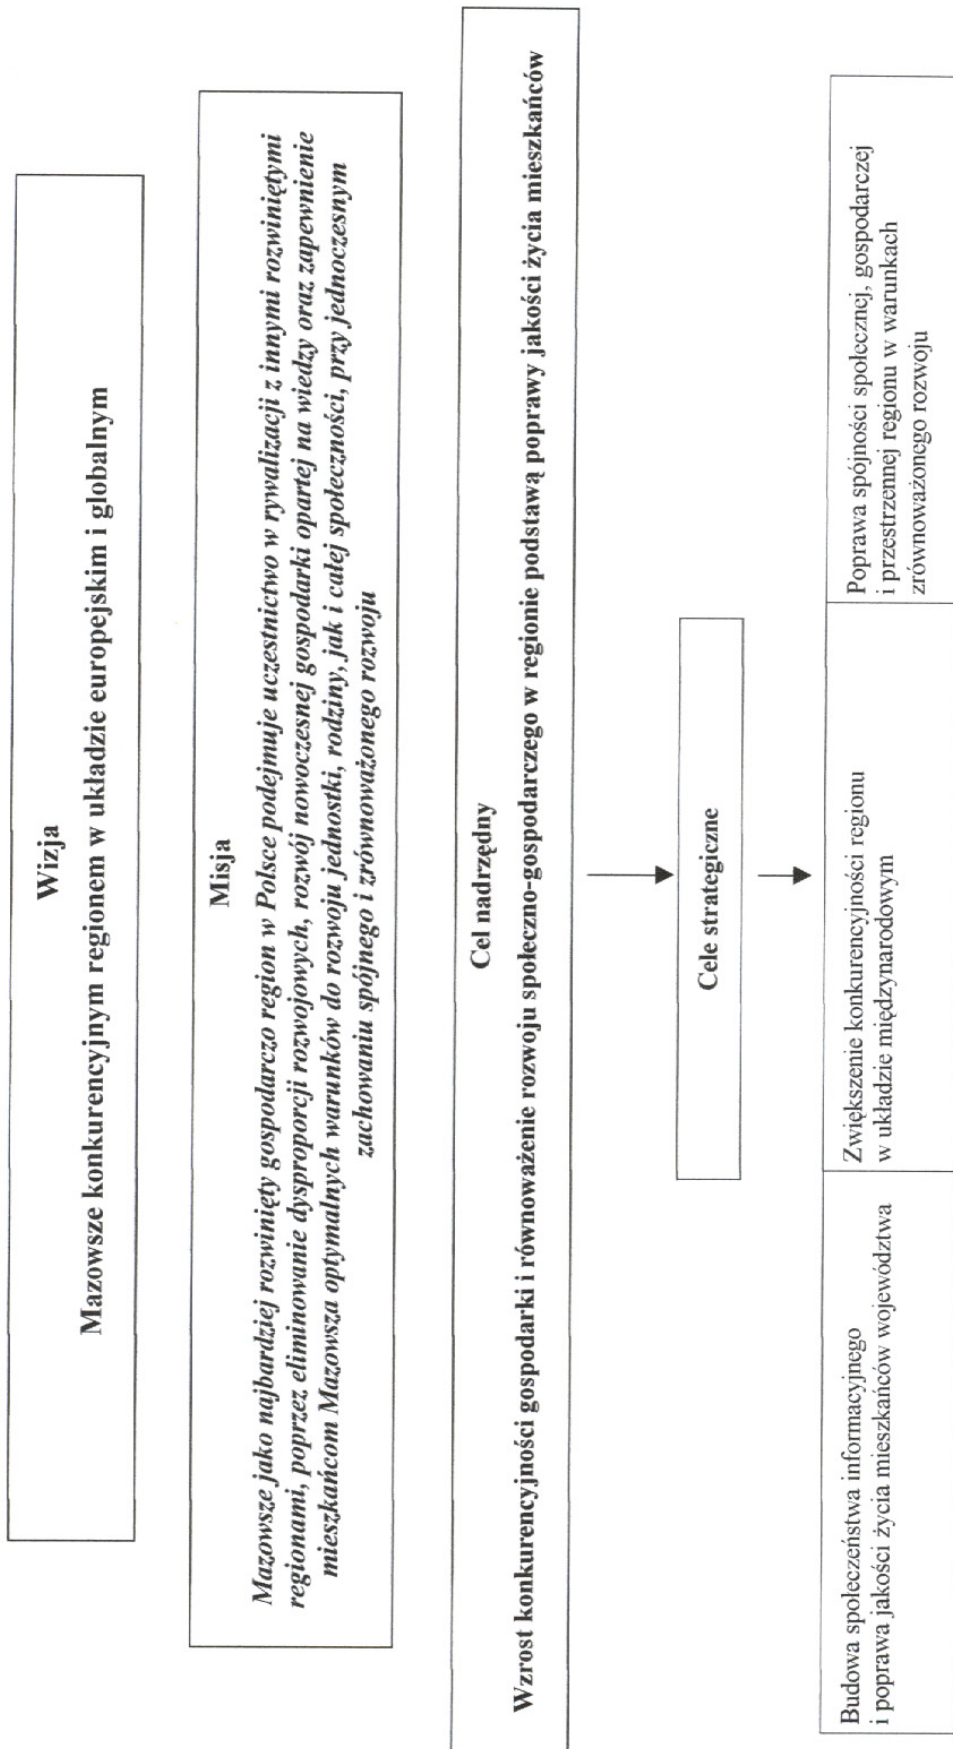 Wizja
Mazowsze konkurencyjnym regionem w układzie europejskim i globalnym
Misja
Mazowsze jako najbardziej rozwinięty gospodarczo region w Polsce podejmuje uczestnictwo w rywalizacji z innymi rozwiniętymi
regionami, poprzez eliminowanie dysproporcji rozwojowych, rozwój nowoczesnej gospodarki opartej na wiedzy oraz zapewnienie
mieszkańcom Mazowsza optymalnych warunków do rozwoju jednostki, rodziny, jak i całej społeczności, przy jednoczesnym
zachowaniu spójnego i zrównoważonego rozwoju
Cel nadrzędny
Wzrost konkurencyjności gospodarki i równoważenie rozwoju społeczno-gospodarczego w regionie podstawą poprawy jakości życia mieszkańców
Cele strategiczne
Budowa społeczeństwa informacyjnego
i poprawa jakości życia mieszkańców województwa
Zwiększenie konkurencyjności regionu
w układzie międzynarodowym
Poprawa spójności społecznej, gospodarczej
i przestrzennej regionu w warunkach
zrównoważonego rozwoju